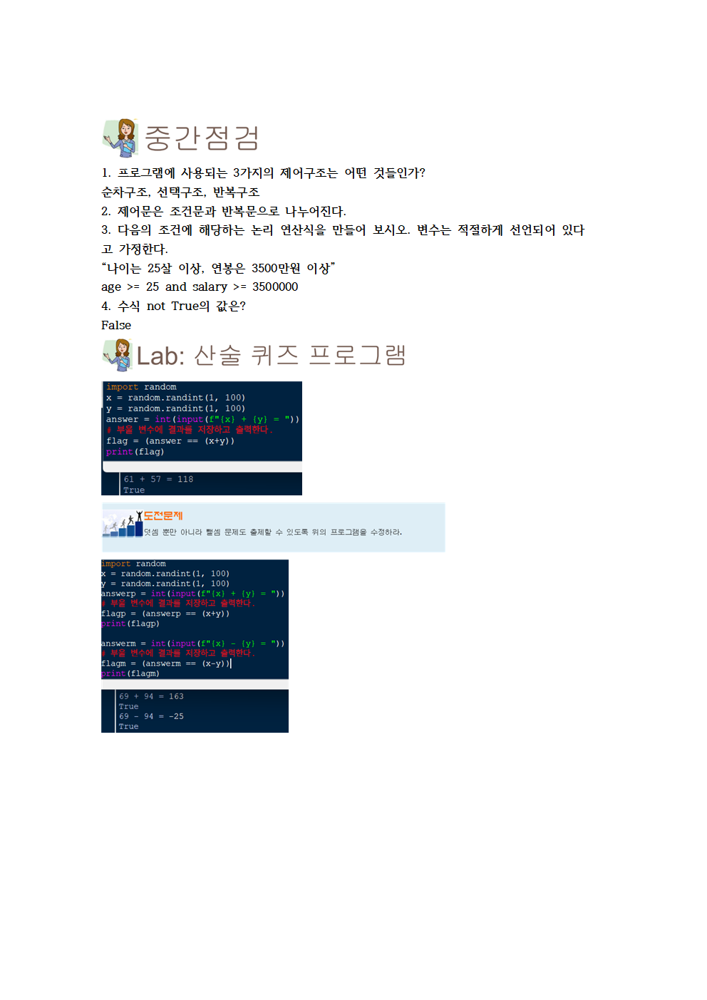 중간점검
1. 프로그램에 사용되는 3가지의 제어구조는 어떤 것들인가?
순차구조, 선택구조, 반복구조
2. 제어문은 조건문과 반복문으로 나누어진다.
3. 다음의 조건에 해당하는 논리 연산식을 만들어 보시오. 변수는 적절하게 선언되어 있다
고 가정한다.
“나이는 25살 이상, 연봉은 3500만원 이상”
age >= 25 and salary >= 3500000
4. 수식 not True의 값은?
False
Lab: 산술 퀴즈 프로그램
import random
x = random.randint(1, 100)
y = random.randint(1, 100)
answer = int(input(f"{x} + {y} = "))
# 부울 변수에 결과를 저장하고 출력한다.
flag = (answer == (x+y))
print(flag)
61 + 57 = 118
True
도전문제
덧셈 뿐만 아니라 뺄셈 문제도 출제할 수 있도록 위의 프로그램을 수정하라.
import random
x = random.randint(1, 100)
y = random.randint(1, 100)
answerp = int(input(f"{x} + {y} = "))
# 부울 변수에 결과를 저장하고 출력한다.
flagp = (answerp == (x+y))
print(flagp)
answerm = int(input(f"{x} - {y} = "))
# 부울 변수에 결과를 저장하고 출력한다.
flagm = (answerm == (x-y))
print(flagm)
69 + 94 = 163
True
69 - 94 = -25
True